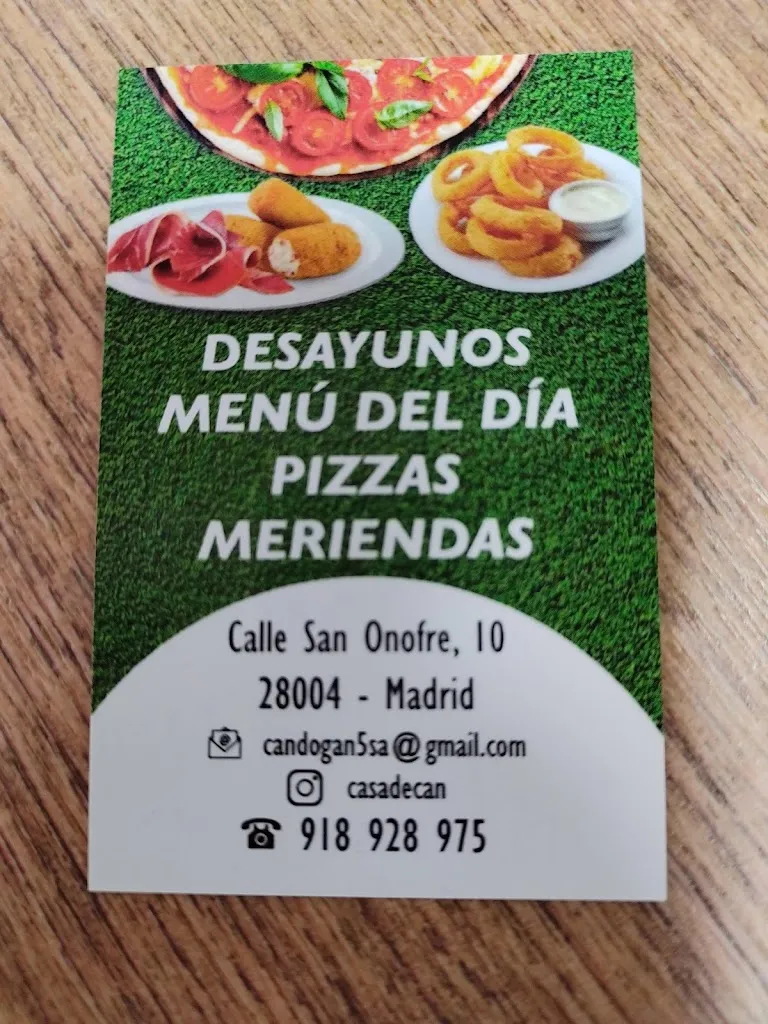 DESAYUNOS
MENÚ DEL DÍA
PIZZAS
MERIENDAS
Calle San Onofre, 10
28004 - Madrid
candogan5sa@gmail.com
casadecan
918 928 975